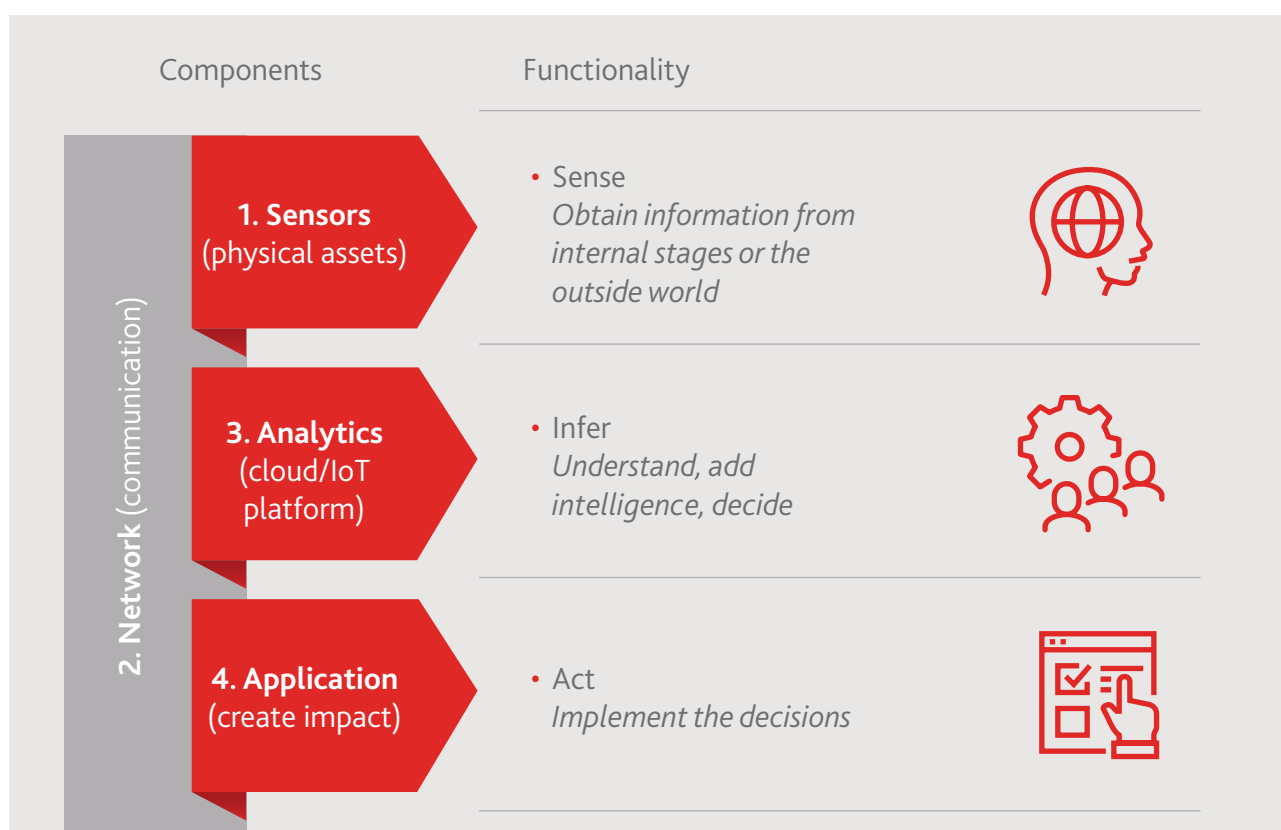 Components
Functionality
2. Network (communication)
1. Sensors
(physical assets)
• Sense
Obtain information from
internal stages or the
outside world
3. Analytics
(cloud/IoT
platform)
• Infer
Understand, add
intelligence, decide
4. Application
(create impact)
• Act
Implement the decisions